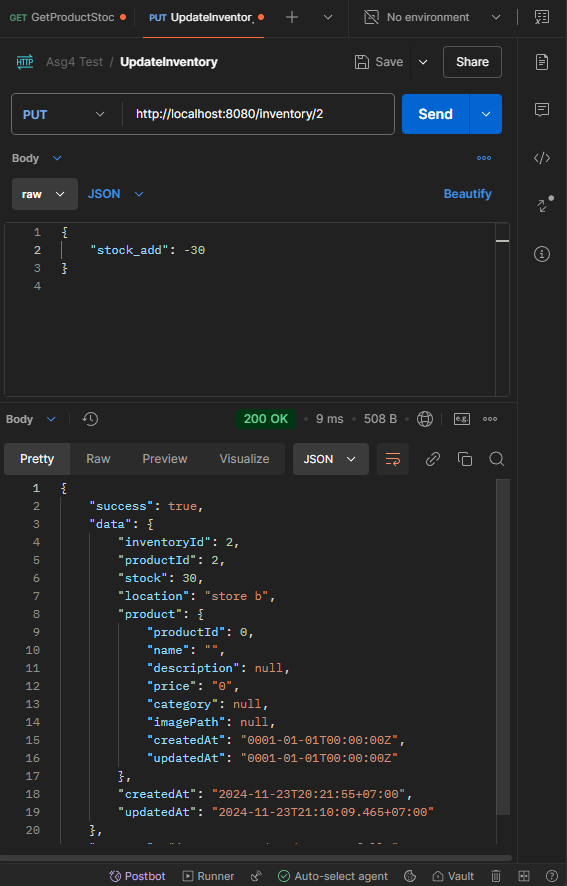 GET GetProductStoc PUT UpdateInventor No environment
HTTP Asg4 Test / UpdateInventory Save Share
PUT http://localhost:8080/inventory/2 Send
Body
raw JSON Beautify
1 {
2 "stock_add": -30
3 }
4
Body 200 OK 9 ms 508 B e.g.
Pretty Raw Preview Visualize JSON
1 {
2 "success": true,
3 "data": {
4 "inventoryId": 2,
5 "productId": 2,
6 "stock": 30,
7 "location": "store b",
8 "product": {
9 "productId": 0,
10 "name": "",
11 "description": null,
12 "price": "0",
13 "category": null,
14 "imagePath": null,
15 "createdAt": "0001-01-01T00:00:00Z",
16 "updatedAt": "0001-01-01T00:00:00Z"
17 },
18 "createdAt": "2024-11-23T20:21:55+07:00",
19 "updatedAt": "2024-11-23T21:10:09.465+07:00"
20 },
Postbot Runner Auto-select agent Vault